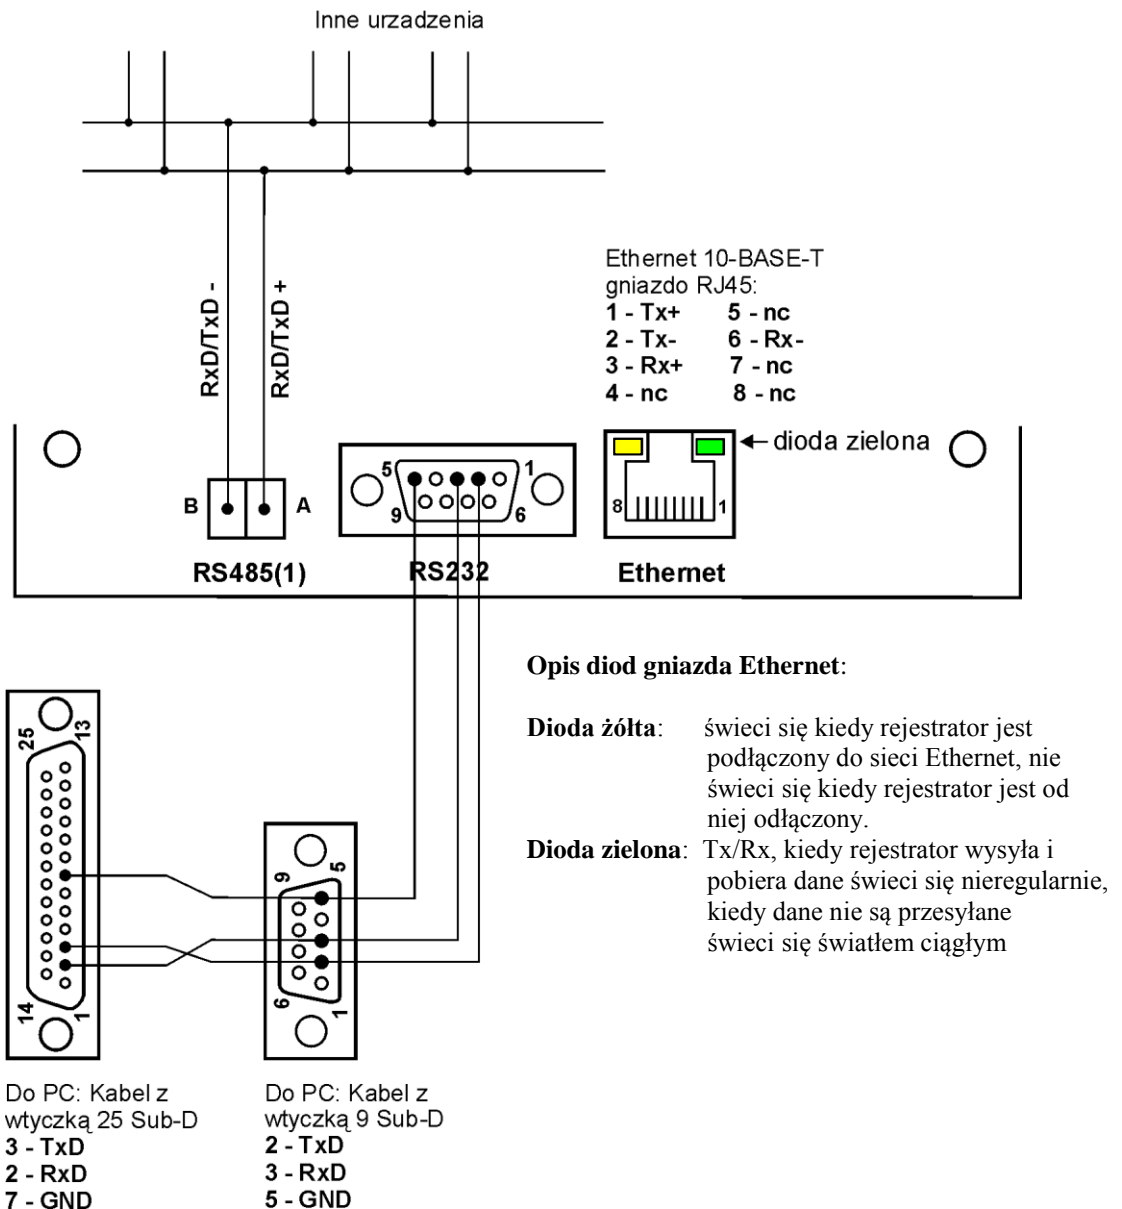 Inne urzadzenia
RxD/TxD -
RxD/TxD +
Ethernet 10-BASE-T
gniazdo RJ45:
1 - Tx+ 5 - nc
2 - Tx- 6 - Rx-
3 - Rx+ 7 - nc
4 - nc 8 - nc
dioda zielona
B A
5 1
9 6
8 1
RS485(1) RS232 Ethernet
Opis diod gniazda Ethernet:
Dioda żółta: świeci się kiedy rejestrator jest
podłączony do sieci Ethernet, nie
świeci się kiedy rejestrator jest od
niej odłączony.
Dioda zielona: Tx/Rx, kiedy rejestrator wysyła i
pobiera dane świeci się nieregularnie,
kiedy dane nie są przesyłane
świeci się światłem ciągłym
25 13
14 1
9 5
6 1
Do PC: Kabel z
wtyczką 25 Sub-D
3 - TxD
2 - RxD
7 - GND
Do PC: Kabel z
wtyczką 9 Sub-D
2 - TxD
3 - RxD
5 - GND